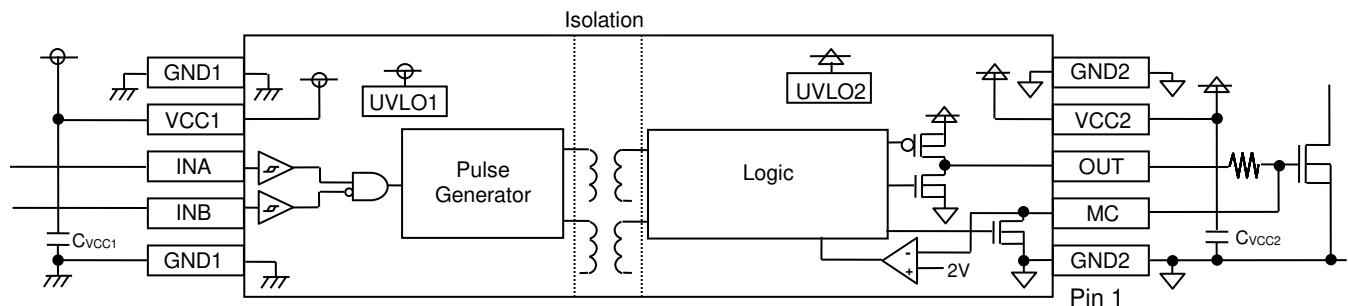 Isolation
GND1
UVLO1
UVLO2
GND2
VCC1
VCC2
INA
Pulse
Generator
Logic
OUT
INB
MC
CVCC1
CVCC2
GND1
-
+
2V
GND2
Pin 1